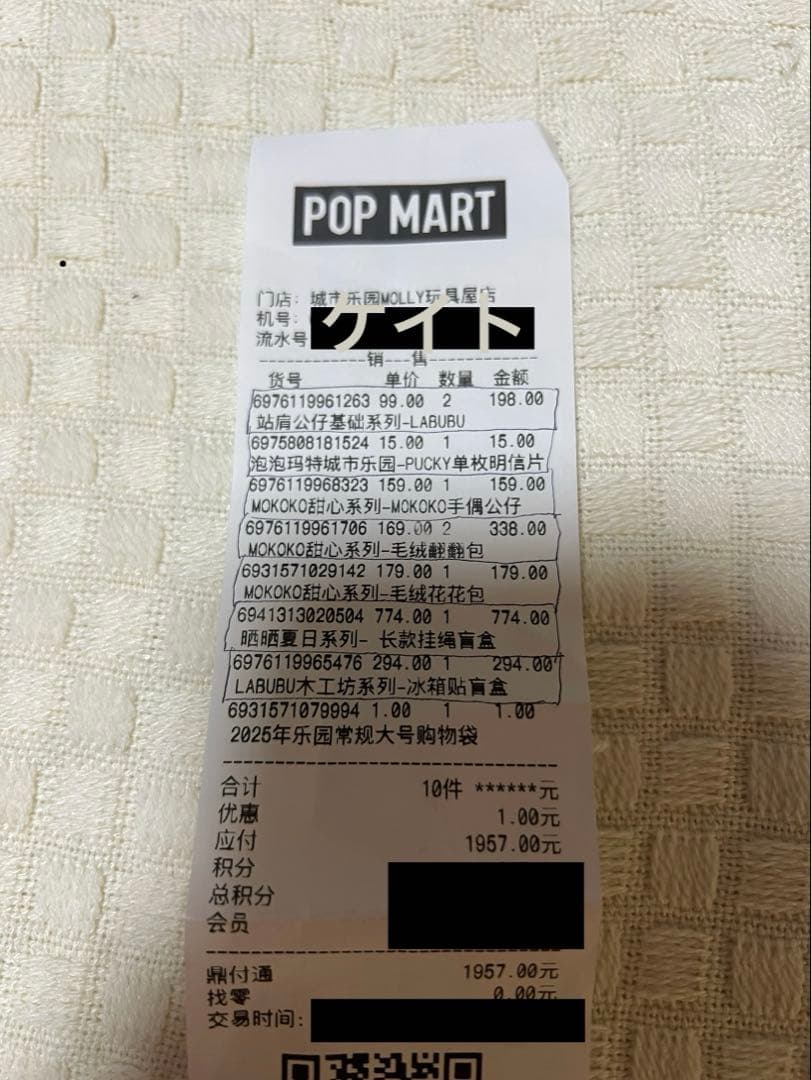 POP MART
门店: 城市乐园MOLLY玩具屋店
机号:
流水号
ケイト
销 售
货号 单价 数量 金额
6976119961263 99.00 2 198.00
站肩公仔基础系列-LABUBU
6975808181524 15.00 1 15.00
泡泡玛特城市乐园-PUCKY单枚明信片
6976119968323 159.00 1 159.00
MOKOKO甜心系列-MOKOKO手偶公仔
6976119961706 169.00 2 338.00
MOKOKO甜心系列-毛绒翻翻包
6931571029142 179.00 1 179.00
MOKOKO甜心系列-毛绒花花包
6941313020504 774.00 1 774.00
晒晒夏日系列- 长款挂绳盲盒
6976119965476 294.00 1 294.00
LABUBU木工坊系列-冰箱贴盲盒
6931571079994 1.00 1 1.00
2025年乐园常规大号购物袋
合计 10件 ******元
优惠 1.00元
应付 1957.00元
积分
总积分
会员
鼎付通 1957.00元
找零 0.00元
交易时间: